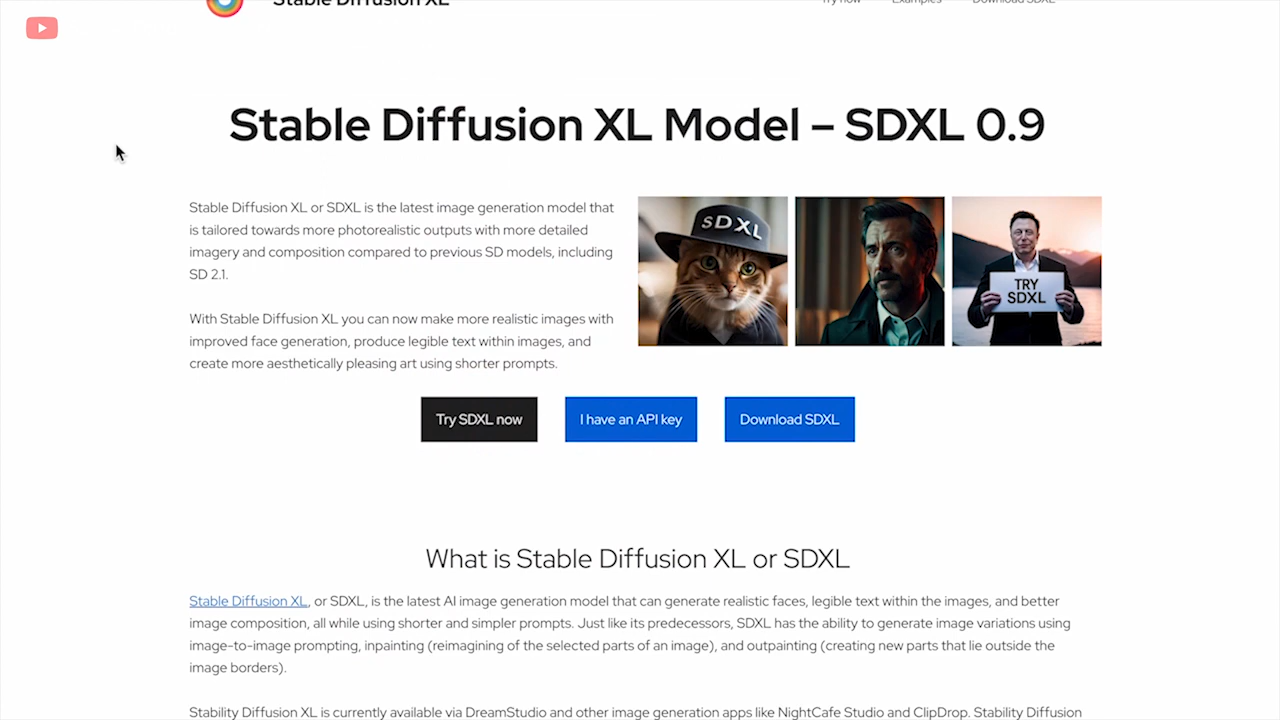 Stable Diffusion XL
Try now Examples Download SDXL
Stable Diffusion XL Model – SDXL 0.9
Stable Diffusion XL or SDXL is the latest image generation model that
is tailored towards more photorealistic outputs with more detailed
imagery and composition compared to previous SD models, including
SD 2.1.
With Stable Diffusion XL you can now make more realistic images with
improved face generation, produce legible text within images, and
create more aesthetically pleasing art using shorter prompts.
SDXL
TRY
SDXL
Try SDXL now I have an API key Download SDXL
What is Stable Diffusion XL or SDXL
Stable Diffusion XL, or SDXL, is the latest AI image generation model that can generate realistic faces, legible text within the images, and better
image composition, all while using shorter and simpler prompts. Just like its predecessors, SDXL has the ability to generate image variations using
image-to-image prompting, inpainting (reimagining of the selected parts of an image), and outpainting (creating new parts that lie outside the
image borders).
Stability Diffusion XL is currently available via DreamStudio and other image generation apps like NightCafe Studio and ClipDrop. Stability Diffusion